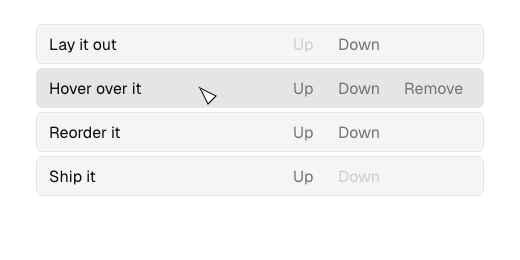 Lay it out Up Down
Hover over it Up Down Remove
Reorder it Up Down
Ship it Up Down